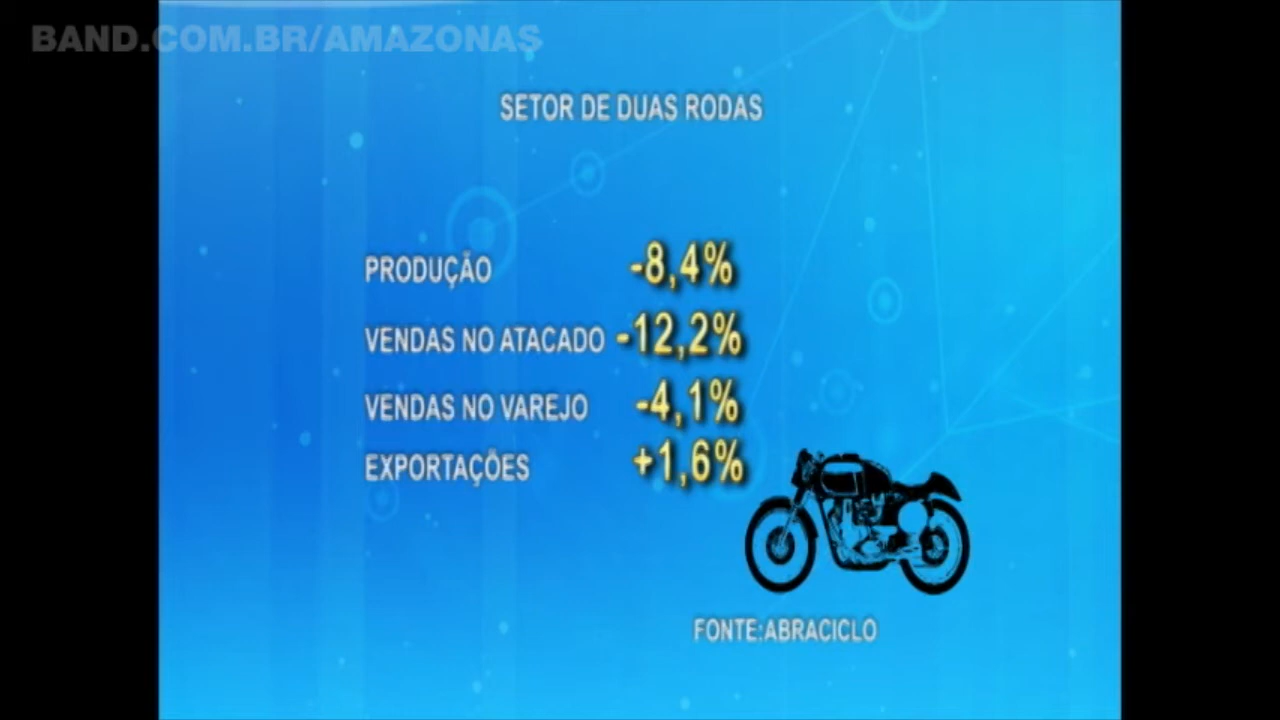 BAND.COM.BR/AMAZONAS
SETOR DE DUAS RODAS
PRODUÇÃO -8,4%
VENDAS NO ATACADO -12,2%
VENDAS NO VAREJO -4,1%
EXPORTAÇÕES +1,6%
FONTE:ABRACICLO